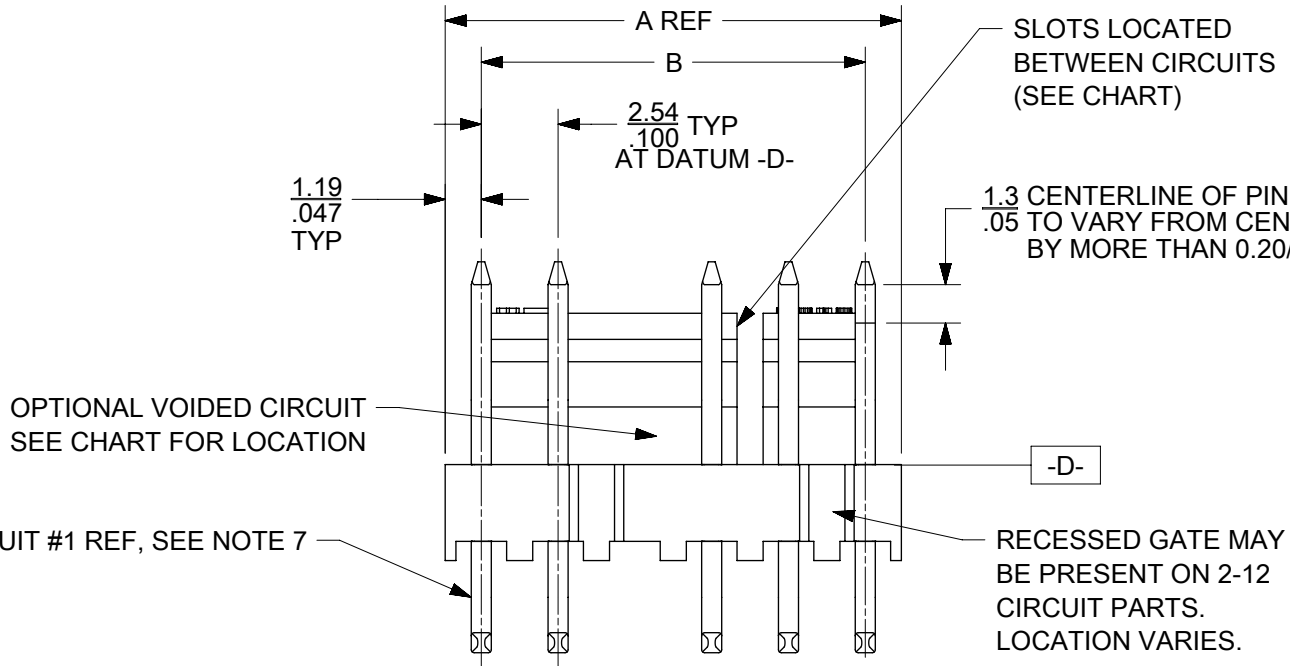 A REF
B
SLOTS LOCATED
BETWEEN CIRCUITS
(SEE CHART)
2.54
.100 TYP
AT DATUM -D-
1.19
.047
TYP
1.3 CENTERLINE OF PIN
.05 TO VARY FROM CEN
BY MORE THAN 0.20/
OPTIONAL VOIDED CIRCUIT
SEE CHART FOR LOCATION
-D-
UIT #1 REF, SEE NOTE 7
RECESSED GATE MAY
BE PRESENT ON 2-12
CIRCUIT PARTS.
LOCATION VARIES.